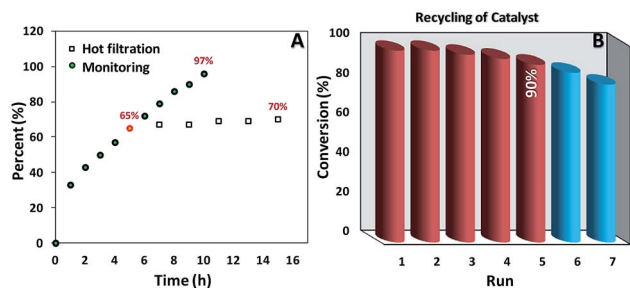 A
Hot filtration
Monitoring
97%
65%
70%
Percent (%)
120
100
80
60
40
20
0
0 2 4 6 8 10 12 14 16
Time (h)
Recycling of Catalyst
B
90%
Conversion (%)
100
80
60
40
20
0
1 2 3 4 5 6 7
Run